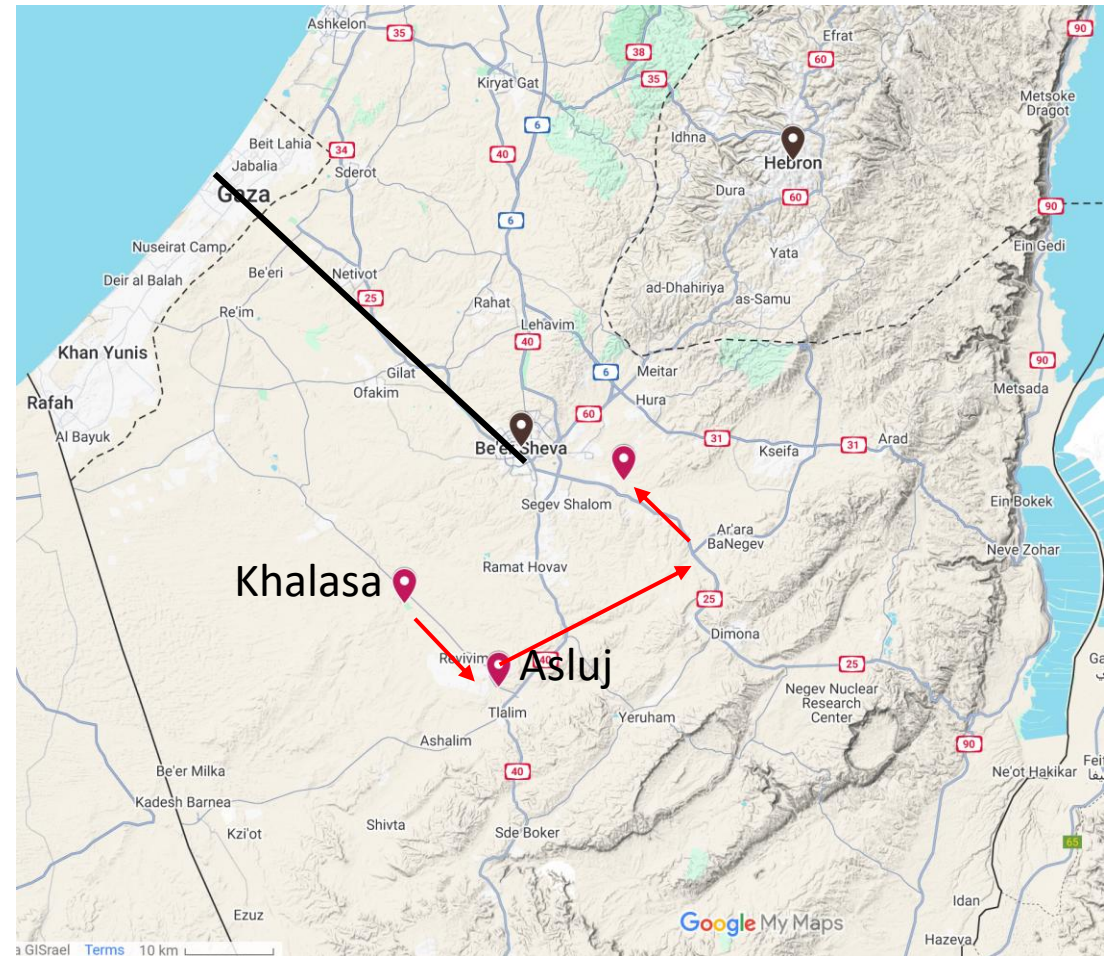 Ashkelon
35
38
35
Efrat
60
90
Kiryat Gat
Metsoke
Dragot
6
Beit Lahia
34
Jabalia
Sderot
40
Idhna
Hebron
Gaza
Dura
60
90
6
Nuseirat Camp
Yata
Ein Gedi
Deir al Balah
Be'eri
Netivot
25
Rahat
ad-Dhahiriya
as-Samu
Re'im
Lehavim
40
Khan Yunis
Gilat
6
Meitar
90
Metsada
Rafah
Ofakim
Hura
60
Al Bayuk
Be'er Sheva
31
Kseifa
31
Arad
Segev Shalom
Ein Bokek
Ar'ara
BaNegev
Neve Zohar
Khalasa
Ramat Hovav
25
Dimona
Revivim
Asluj
40
25
Negev Nuclear
Research
Center
Tlalim
Yeruham
Ashalim
90
Be'er Milka
40
Ne'ot Hakikar
Kadesh Barnea
Shivta
Kzi'ot
Sde Boker
65
Idan
Ezuz
Google My Maps
Hazeva
a GISrael Terms 10 km